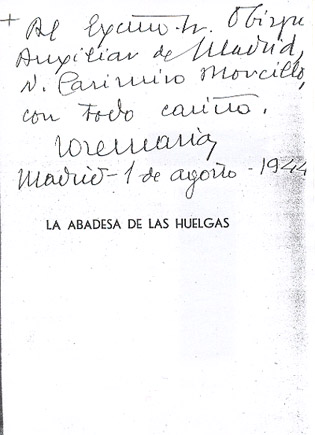 + Al Excmo. Sr. Obispo
Auxiliar de Madrid,
D. Casimiro Morcillo,
con todo cariño.
Josemaría
Madrid - 1 de agosto - 1944
LA ABADESA DE LAS HUELGAS